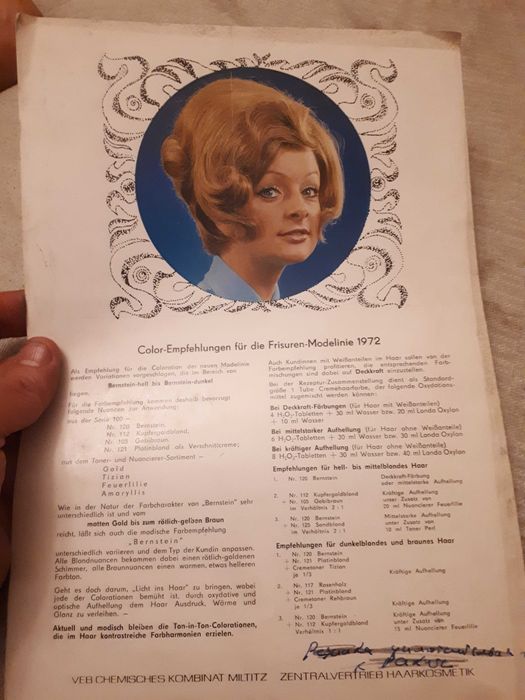 Color-Empfehlungen für die Frisuren-Modelinie 1972
Als Empfehlung für die Coloration der neuen Modelinie
werden Variationen vorgeschlagen, die im Bereich von
Bernstein-hell bis Bernstein-dunkel
liegen.
Für die Farbempfehlung kommen deshalb bevorzugt
folgende Nuancen zur Anwendung:
aus der Serie 100 —
Nr. 120 Bernstein,
Nr. 112 Kupfergoldblond,
Nr. 105 Gobibraun,
Nr. 121 Platinblond als Verschnittcreme;
aus dem Toner- und Nuancierer-Sortiment —
Gold
Tizian
Feuerlilie
Amaryllis
Wie in der Natur der Farbcharakter von „Bernstein" sehr
unterschiedlich ist und vom
matten Gold bis zum rötlich-gelben Braun
reicht, läßt sich auch die modische Farbempfehlung
„Bernstein"
unterschiedlich variieren und dem Typ der Kundin anpassen.
Alle Blondnuancen bekommen dabei einen rötlich-goldenen
Schimmer, alle Braunnuancen einen warmen, etwas helleren
Farbton.
Geht es doch darum, „Licht ins Haar" zu bringen, wobei
jede der Colorationen bemüht ist, durch oxydative und
optische Aufhellung dem Haar Ausdruck, Wärme und
Glanz zu verleihen. —
Aktuell und modisch bleiben die Ton-in-Ton-Colorationen,
die im Haar kontrastreiche Farbharmonien erzielen.
Auch Kundinnen mit Weißanteilen im Haar sollen von der
Farbempfehlung profitieren, die entsprechenden Farb-
mischungen sind dabei auf Deckkraft einzustellen.
Bei der Rezeptur-Zusammenstellung dient als Standard-
größe 1 Tube Cremehaarfarbe, der folgende Oxydations-
mittel zugemischt werden können:
Bei Deckkraft-Färbungen (für Haar mit Weißanteilen)
4 H₂O₂-Tabletten + 30 ml Wasser bzw. 20 ml Londa Oxylan
+ 10 ml Wasser
Bei mittelstarker Aufhellung (für Haar ohne Weißanteile)
6 H₂O₂-Tabletten + 30 ml Wasser bzw. 30 ml Londa Oxylan
Bei kräftiger Aufhellung (für Haar ohne Weißanteile)
8 H₂O₂-Tabletten + 30 ml Wasser bzw. 40 ml Londa Oxylan
Empfehlungen für hell- bis mittelblondes Haar
1. Nr. 120 Bernstein Deckkraft-Färbung
oder mittelstarke Aufhellung
2. Nr. 112 Kupfergoldblond Kräftige Aufhellung
+ Nr. 105 Gobibraun unter Zusatz von
im Verhältnis 2 : 1 20 ml Nuancierer Feuerlilie
3. Nr. 120 Bernstein Mittelstarke Aufhellung
+ Nr. 125 Sandblond unter Zusatz von
im Verhältnis 2 : 1 10 ml Toner Perl
Empfehlungen für dunkelblondes und braunes Haar
1. Nr. 120 Bernstein
+ Nr. 121 Platinblond
+ Cremetoner Tizian Kräftige Aufhellung
je 1/3
2. Nr. 117 Rosenholz
+ Nr. 121 Platinblond
+ Cremetoner Rehbraun Kräftige Aufhellung
je 1/3
3. Nr. 120 Bernstein Kräftige Aufhellung
+ Nr. 112 Kupfergoldblond unter Zusatz von
Verhältnis 1 : 1 15 ml Nuancierer Feuerlilie
VEB CHEMISCHES KOMBINAT MILTITZ ZENTRALVERTRIEB HAARKOSMETIK